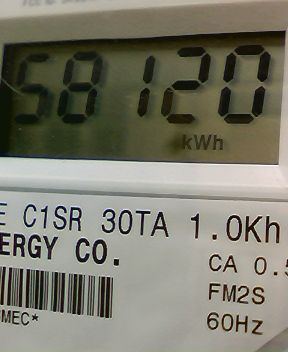 58120
kWh
E C1SR 30TA 1.0Kh
ERGY CO.
CA 0.5
FM2S
MEC*
60Hz